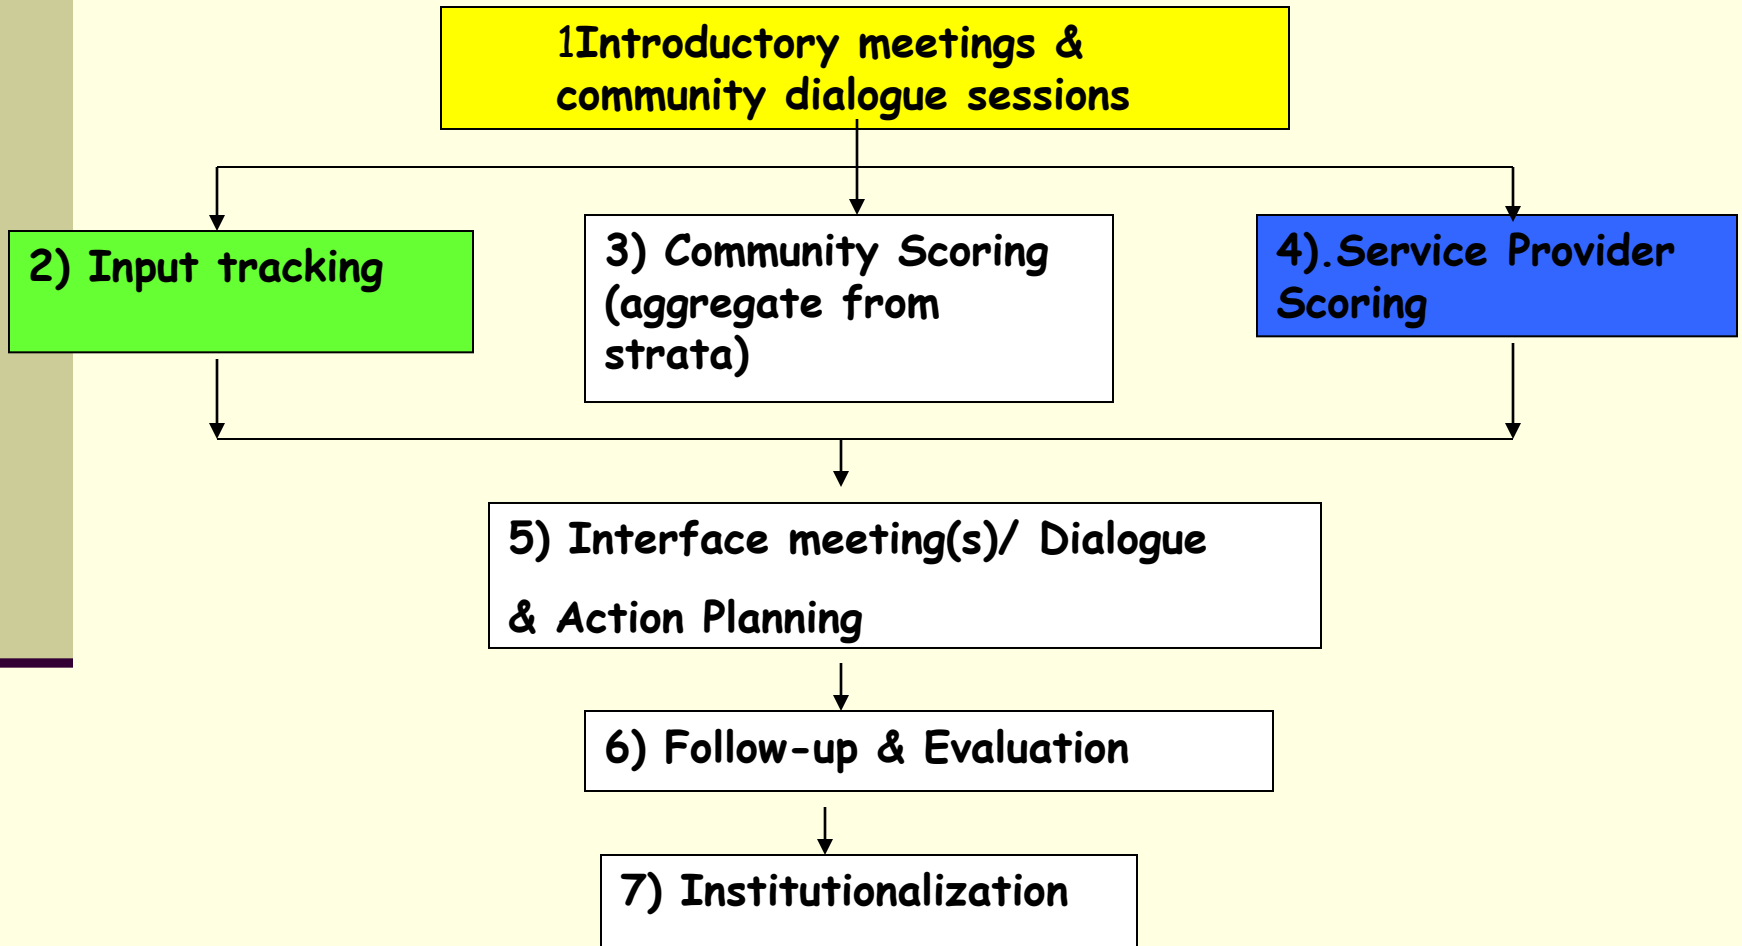 1Introductory meetings &
community dialogue sessions
2) Input tracking
3) Community Scoring
(aggregate from
strata)
4).Service Provider
Scoring
5) Interface meeting(s)/ Dialogue
& Action Planning
6) Follow-up & Evaluation
7) Institutionalization